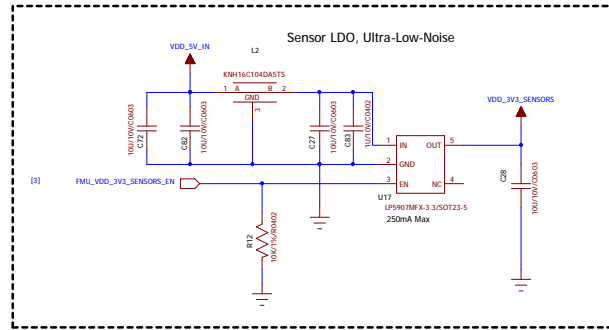 Sensor LDO, Ultra-Low-Noise
VDD_5V_IN
L2
KNH16C104DA5TS
1 A B 2
GND
3
VDD_3V3_SENSORS
10U/10V/C0603
C72
C82
10U/10V/C0603
C27
10U/10V/C0603
C83
1U/10V/C0402
1 IN OUT 5
2 GND
3 EN NC 4
U17
LP5907MFX-3.3/SOT23-5
250mA Max
[3] FMU_VDD_3V3_SENSORS_EN
R12
10K/1%/R0402
C28
10U/10V/C0603